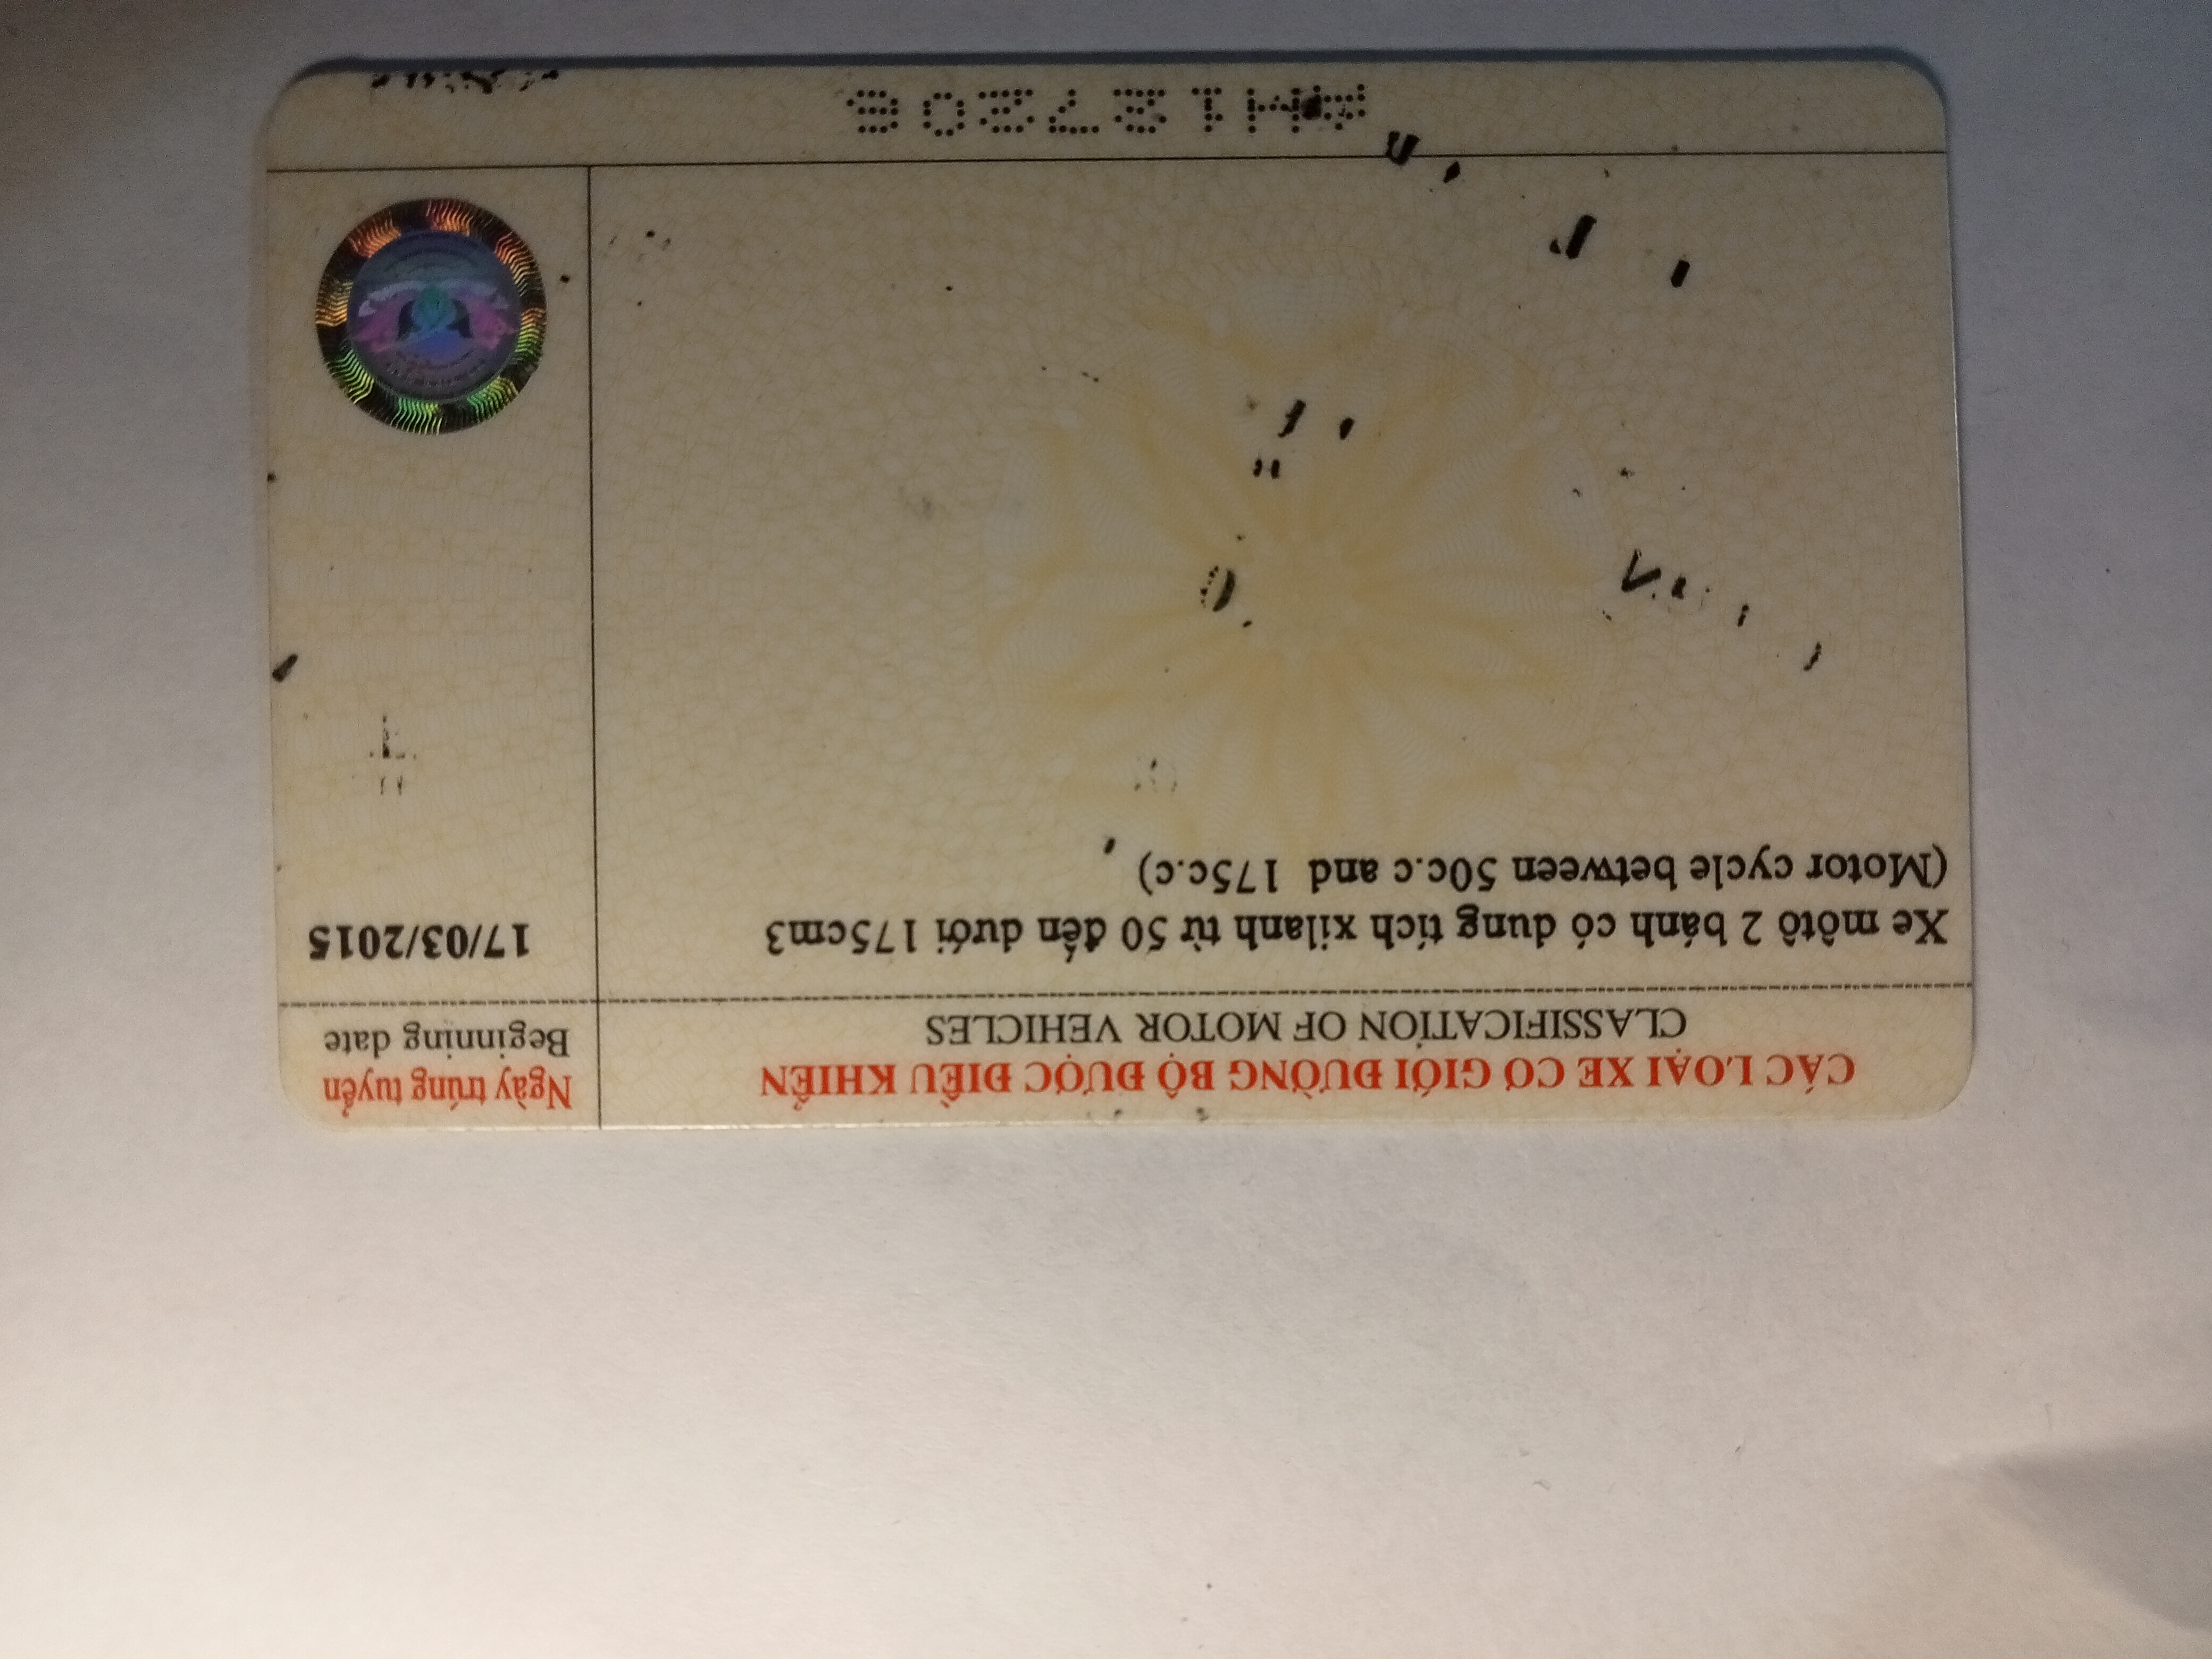 CÁC LOẠI XE CƠ GIỚI ĐƯỜNG BỘ ĐƯỢC ĐIỀU KHIỂN
CLASSIFICATION OF MOTOR VEHICLES
Ngày trúng tuyển
Beginning date
Xe môtô 2 bánh có dung tích xilanh từ 50 đến dưới 175cm3
(Motor cycle between 50c.c and 175c.c)
17/03/2015